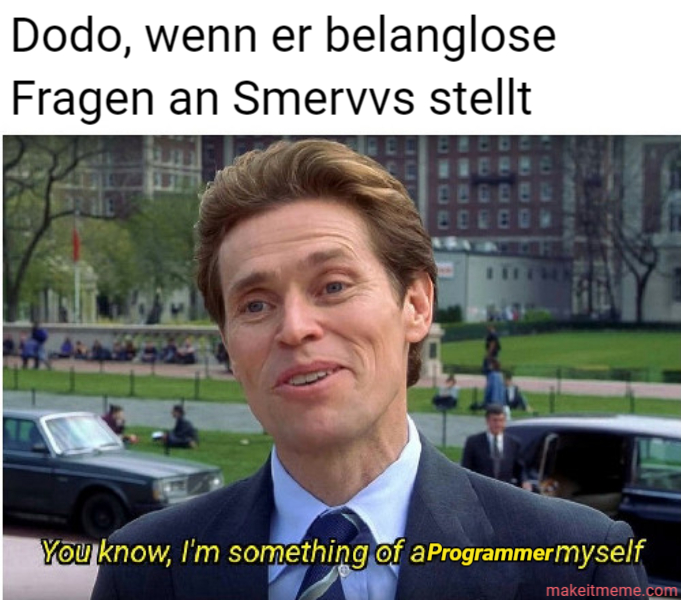 Dodo, wenn er belanglose
Fragen an Smervvs stellt
You know, I'm something of a Programmer myself
makeitmeme.com